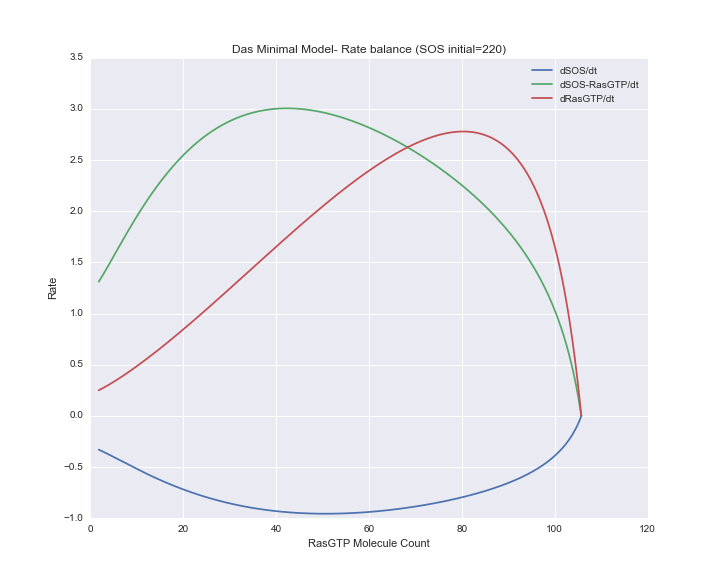 Das Minimal Model- Rate balance (SOS initial=220)
dSOS/dt
dSOS-RasGTP/dt
dRasGTP/dt
3.5
3.0
2.5
2.0
1.5
1.0
0.5
0.0
−0.5
−1.0
Rate
0 20 40 60 80 100 120
RasGTP Molecule Count